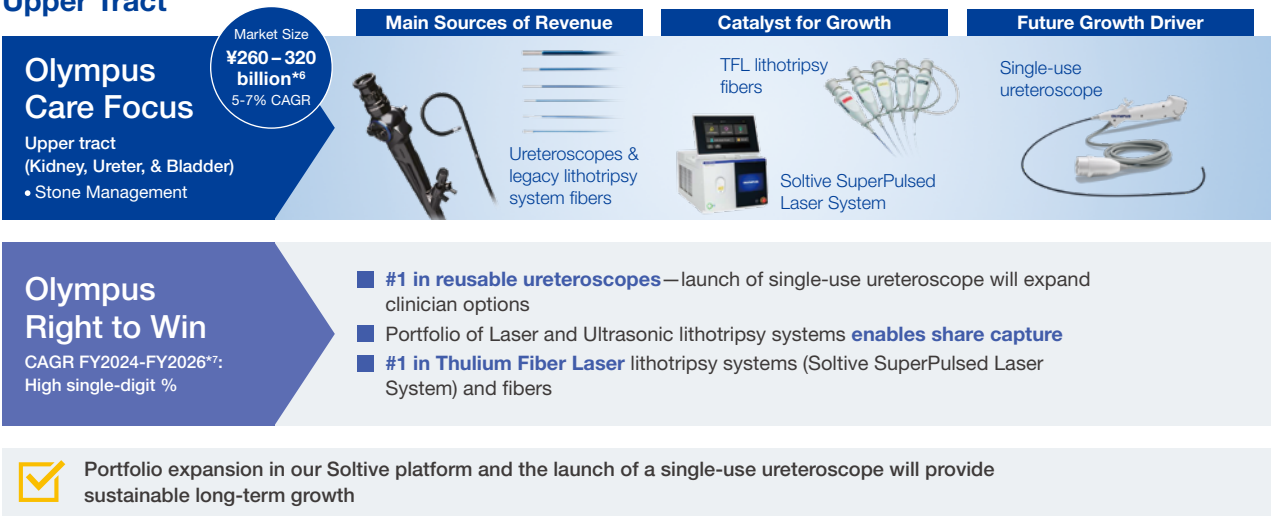 Upper Tract
Market Size
¥260–320
billion*6
5-7% CAGR
Main Sources of Revenue
Catalyst for Growth
Future Growth Driver
Olympus
Care Focus
Upper tract
(Kidney, Ureter, & Bladder)
• Stone Management
Ureteroscopes &
legacy lithotripsy
system fibers
TFL lithotripsy
fibers
Soltive SuperPulsed
Laser System
Single-use
ureteroscope
Olympus
Right to Win
CAGR FY2024-FY2026*7:
High single-digit %
#1 in reusable ureteroscopes—launch of single-use ureteroscope will expand
clinician options
Portfolio of Laser and Ultrasonic lithotripsy systems enables share capture
#1 in Thulium Fiber Laser lithotripsy systems (Soltive SuperPulsed Laser
System) and fibers
Portfolio expansion in our Soltive platform and the launch of a single-use ureteroscope will provide
sustainable long-term growth